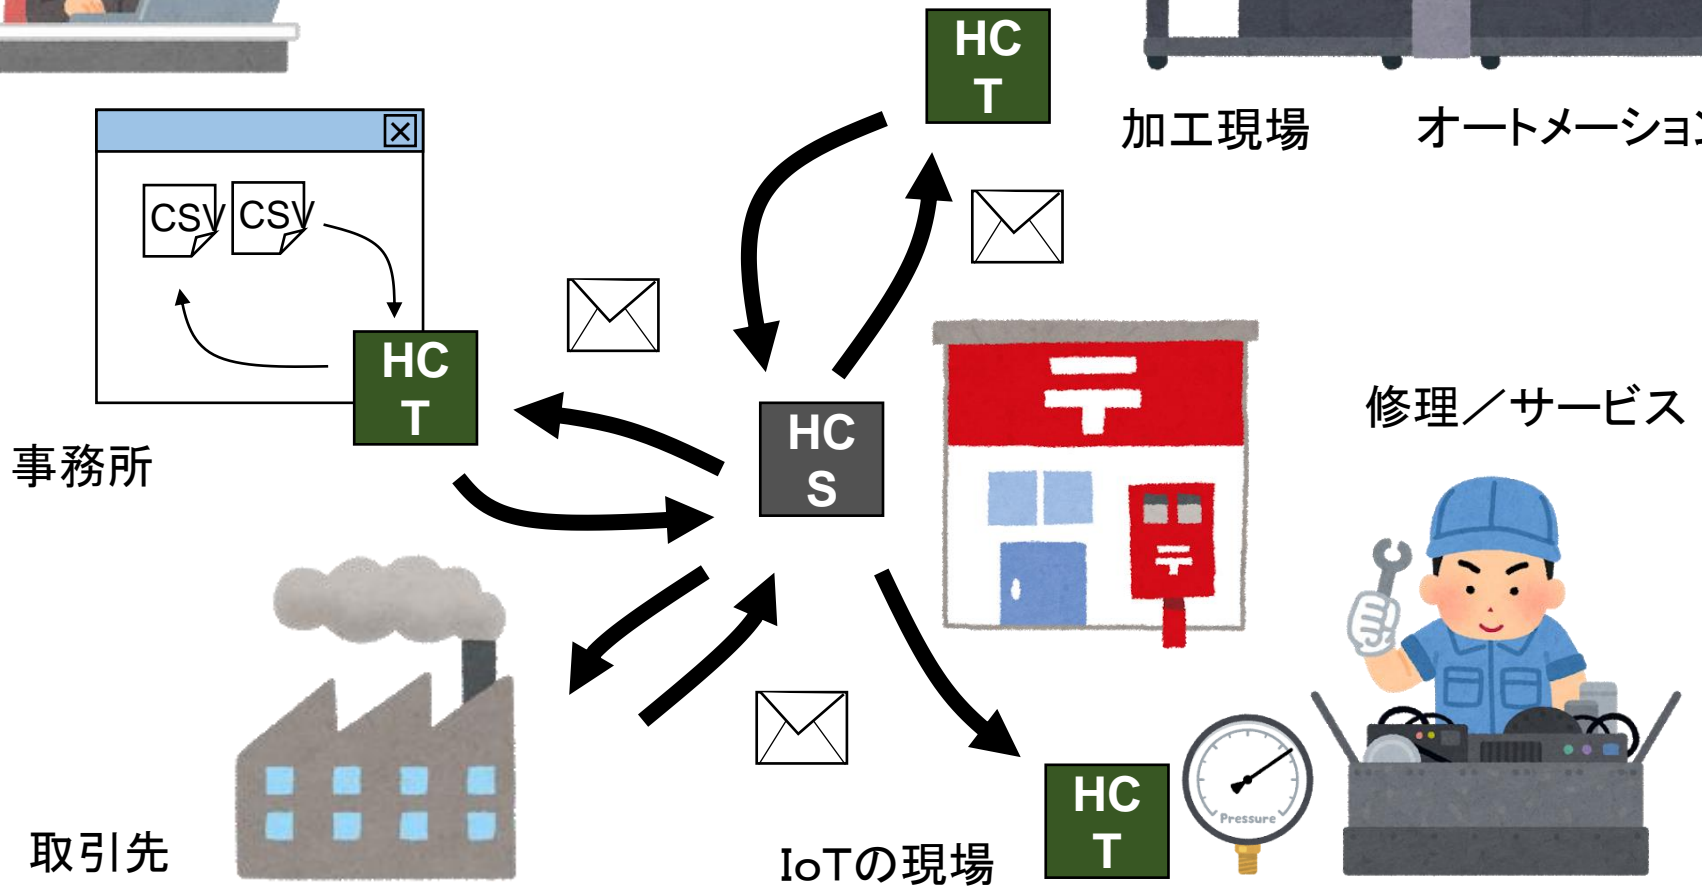 HC
T
加工現場
オートメーション
CSV
CSV
HC
T
HC
S
修理／サービス
事務所
Pressure
HC
T
取引先
IoTの現場